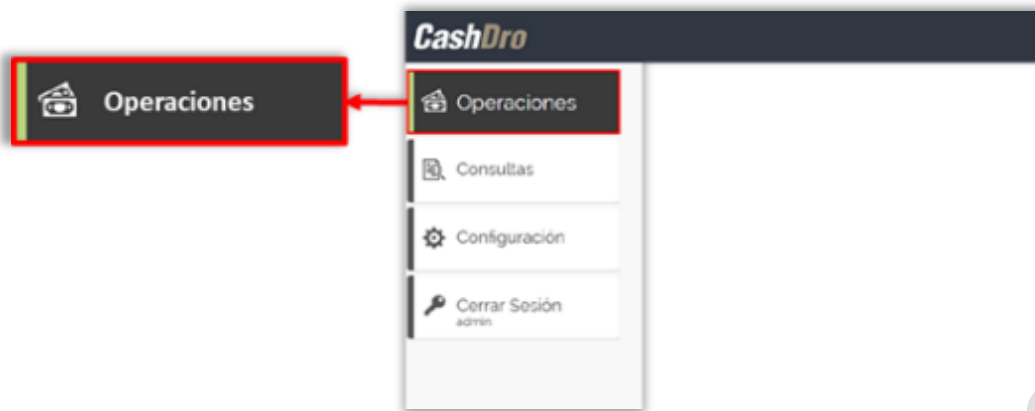 CashDro
Operaciones
Operaciones
Consultas
Configuración
Cerrar Sesión
admin